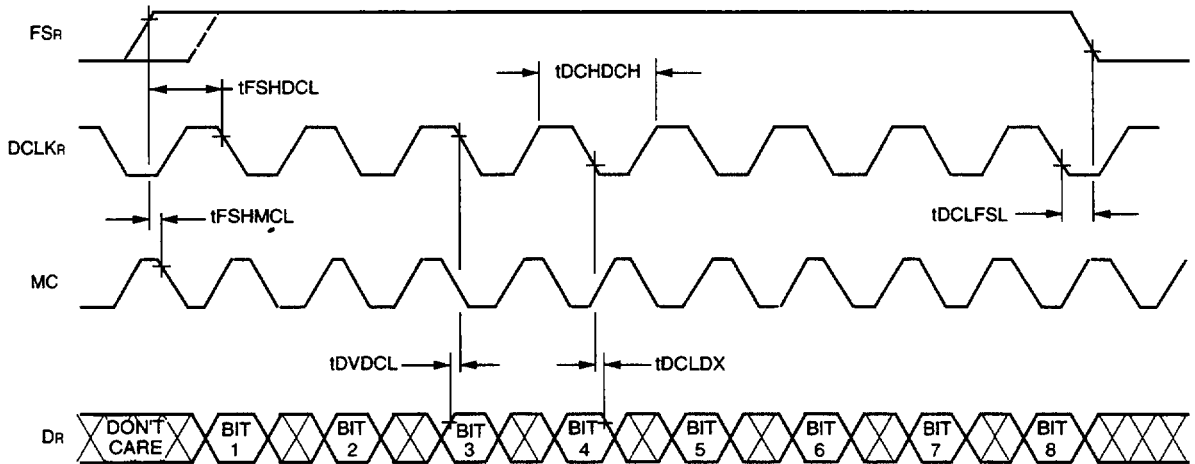 FSR
tFSHDCL
tDCHDCH
DCLKR
tFSHMCL
tDCLFSL
MC
tDVDCL
tDCLDX
DR
DON'T CARE
BIT 1
BIT 2
BIT 3
BIT 4
BIT 5
BIT 6
BIT 7
BIT 8